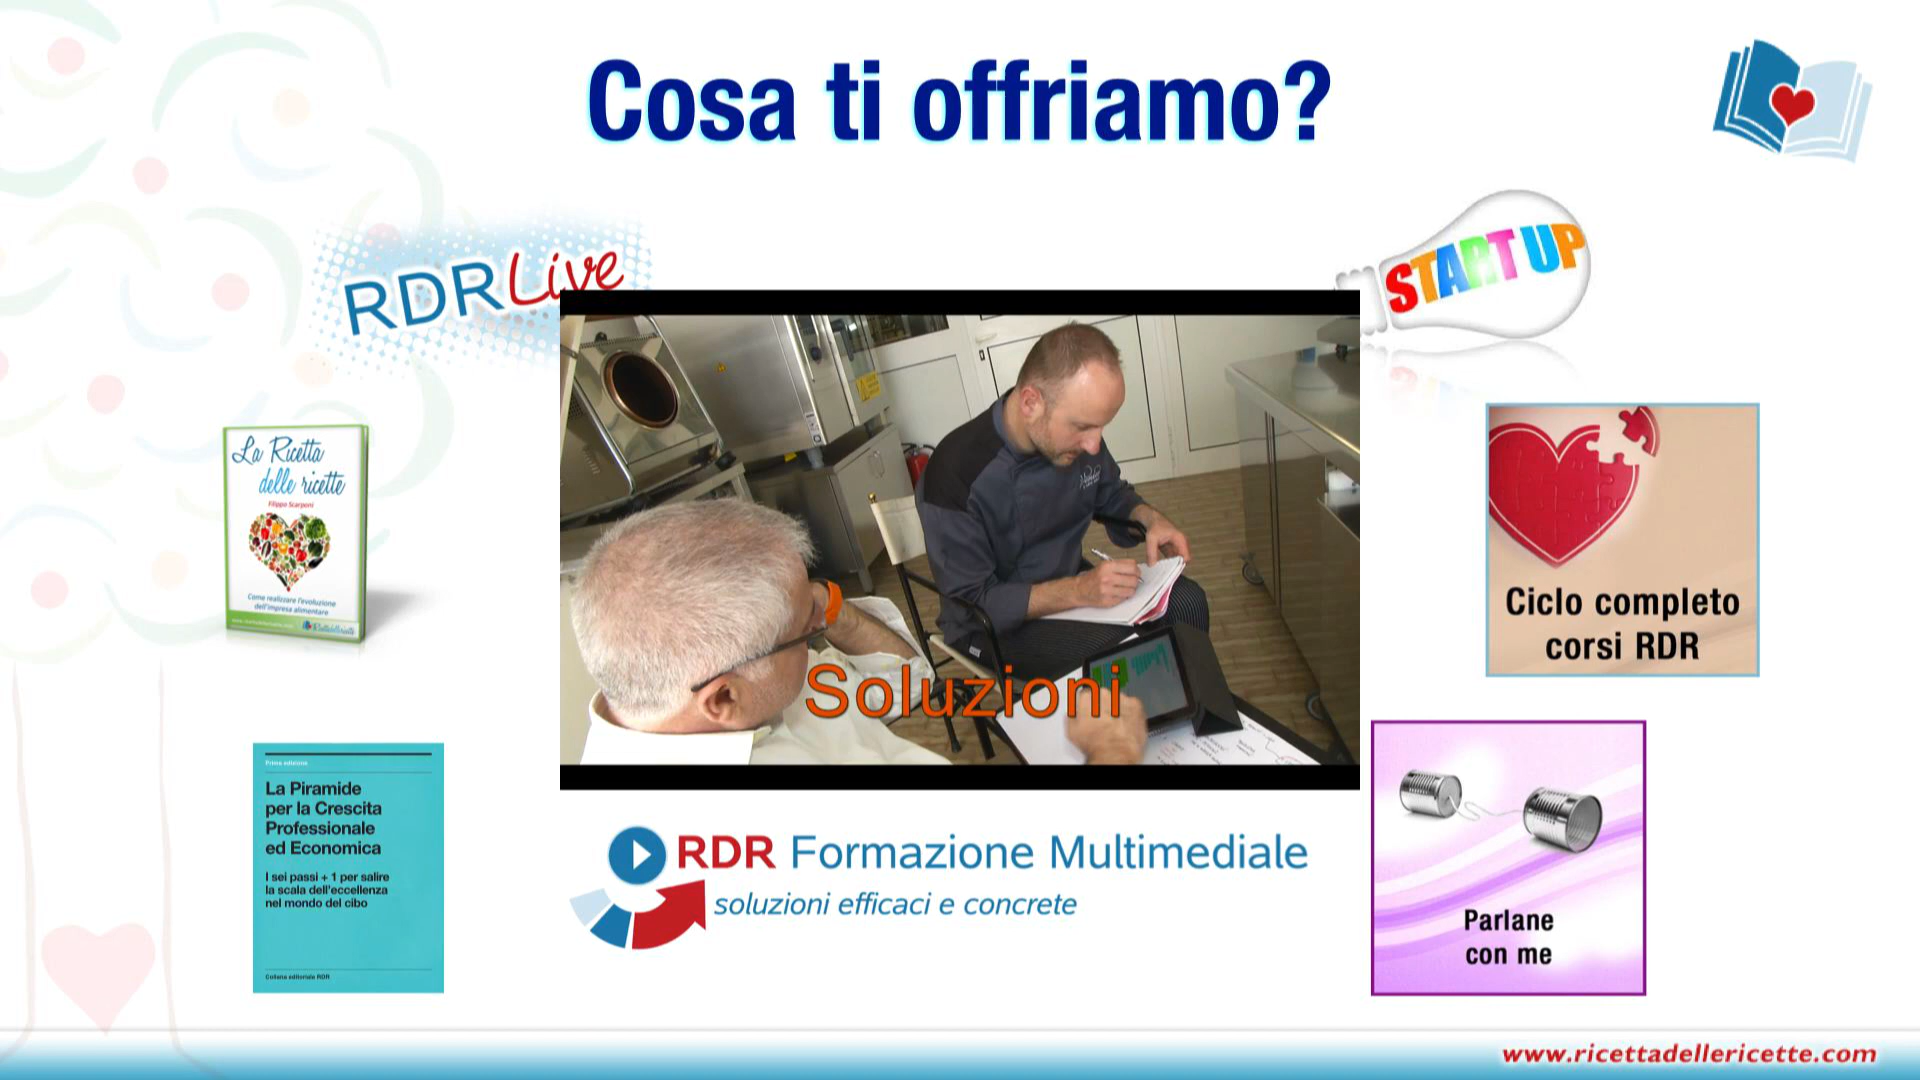 Cosa ti offriamo?
RDR Live
START UP
La Ricetta
delle ricette
Filippo Scarponi
Come realizzare l'evoluzione
dell'impresa alimentare
Soluzioni
Ciclo completo
corsi RDR
Prima edizione
La Piramide
per la Crescita
Professionale
ed Economica
I sei passi + 1 per salire
la scala dell'eccellenza
nel mondo del cibo
Collana editoriale RDR
RDR Formazione Multimediale
soluzioni efficaci e concrete
Parlane
con me
www.ricettadellericette.com